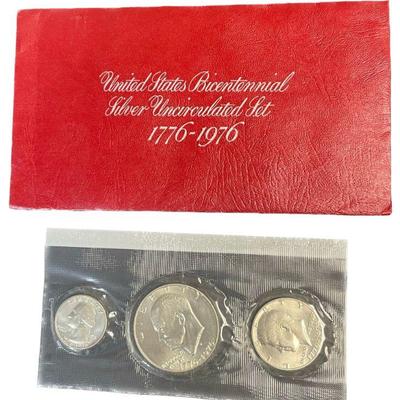 United States Bicentennial
Silver Uncirculated Set
1776-1976